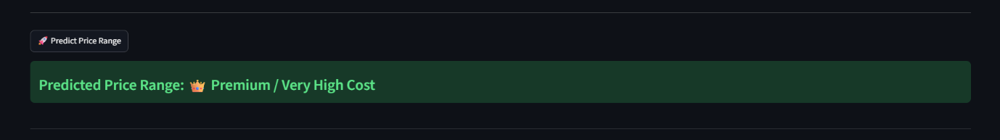 🚀 Predict Price Range
Predicted Price Range: 👑 Premium / Very High Cost